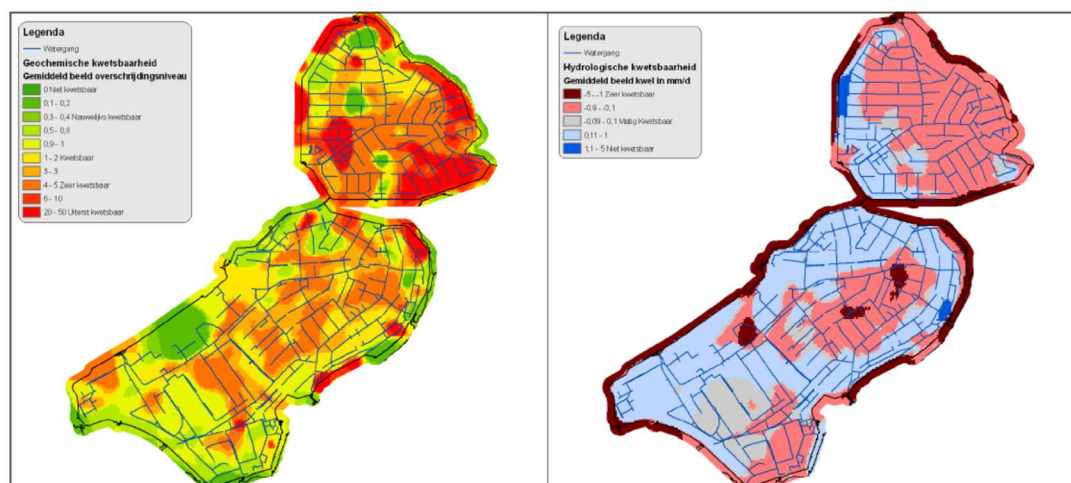 Legenda
Watergang
Geochemische kwetsbaarheid
Gemiddeld beeld overschrijdingsniveau
0 Niet kwetsbaar
0,1 - 0,2
0,3 - 0,4 Nauwelijks kwetsbaar
0,5 - 0,8
0,9 - 1
1 - 2 Kwetsbaar
3 - 3
4 - 5 Zeer kwetsbaar
6 - 10
20 - 50 Uiterst kwetsbaar
Legenda
Watergang
Hydrologische kwetsbaarheid
Gemiddeld beeld kwel in mm/d
-5 - -1 Zeer kwetsbaar
-0,9 - -0,1
-0,09 - 0,1 Matig Kwetsbaar
0,11 - 1
1,1 - 5 Niet kwetsbaar